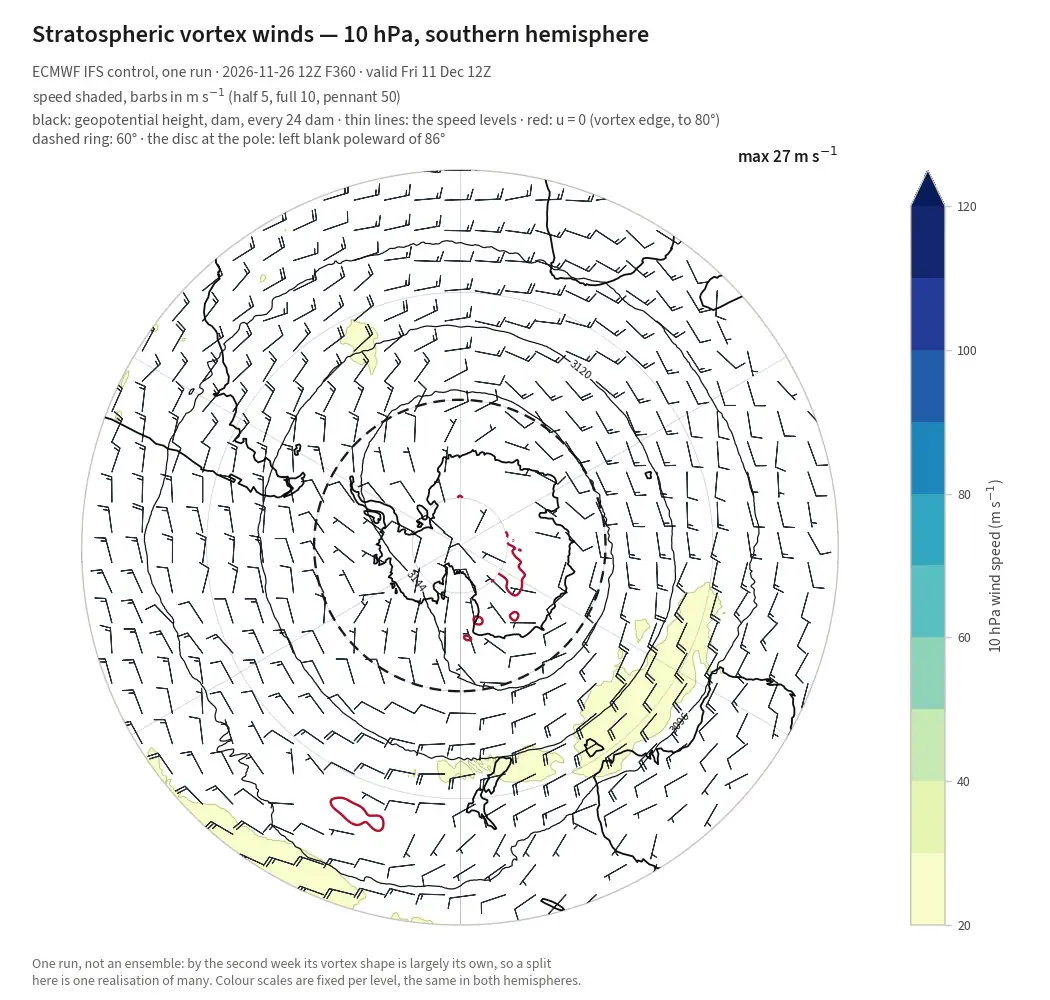 Stratospheric vortex winds — 10 hPa, southern hemisphere
ECMWF IFS control, one run · 2026-11-26 12Z F360 · valid Fri 11 Dec 12Z
speed shaded, barbs in m s⁻¹ (half 5, full 10, pennant 50)
black: geopotential height, dam, every 24 dam · thin lines: the speed levels · red: u = 0 (vortex edge, to 80°)
dashed ring: 60° · the disc at the pole: left blank poleward of 86°
max 27 m s⁻¹
120
100
80
60
40
20
10 hPa wind speed (m s⁻¹)
3120
3144
3096
One run, not an ensemble: by the second week its vortex shape is largely its own, so a split
here is one realisation of many. Colour scales are fixed per level, the same in both hemispheres.